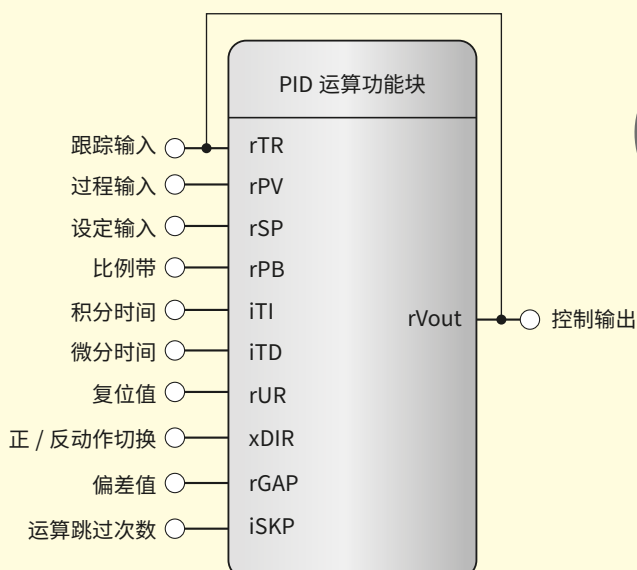 PID 运算功能块
跟踪输入 rTR
过程输入 rPV
设定输入 rSP
比例带 rPB
积分时间 iTI
rVout 控制输出
微分时间 iTD
复位值 rUR
正 / 反动作切换 xDIR
偏差值 rGAP
运算跳过次数 iSKP